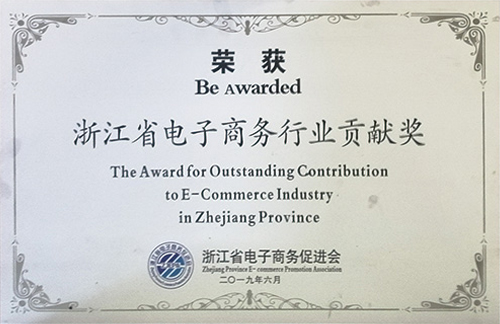 荣获
Be Awarded
浙江省电子商务行业贡献奖
The Award for Outstanding Contribution
to E-Commerce Industry
in Zhejiang Province
浙江省电子商务促进会
Zhejiang Province E-commerce Promotion Association
二〇一九年六月